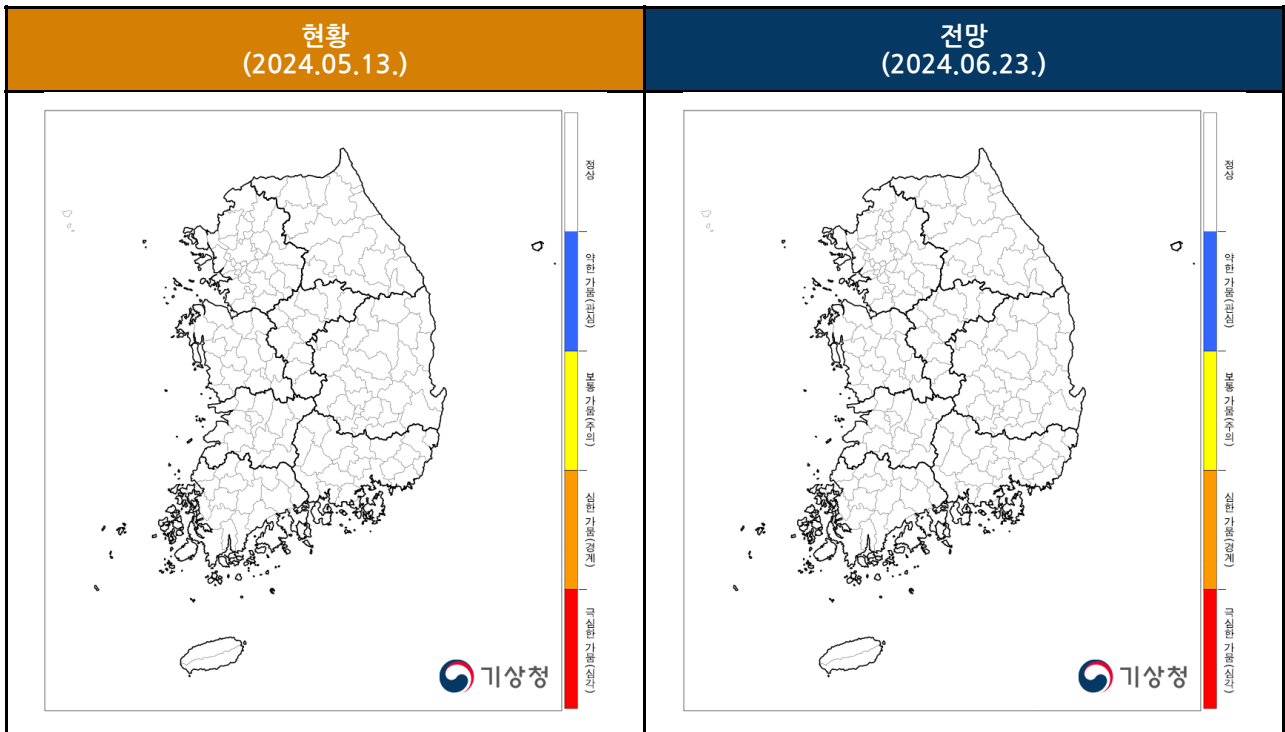 현황
(2024.05.13.)
전망
(2024.06.23.)
정상
약한 가뭄(관심)
보통 가뭄(주의)
심한 가뭄(경계)
극심한 가뭄(심각)
기상청
정상
약한 가뭄(관심)
보통 가뭄(주의)
심한 가뭄(경계)
극심한 가뭄(심각)
기상청